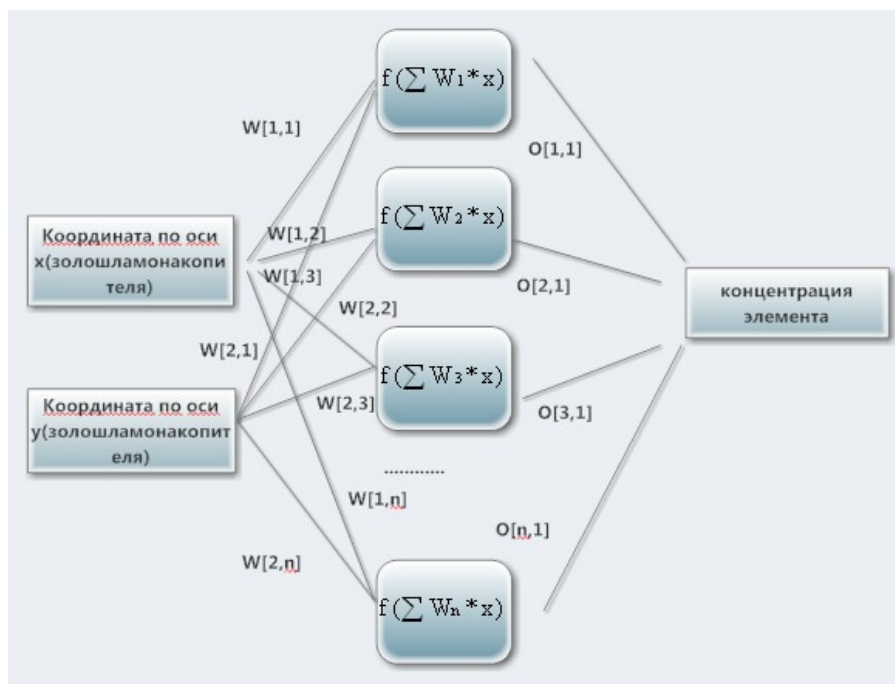 f(∑ W₁*x)
W[1,1]
O[1,1]
f(∑ W₂*x)
Координата по оси
x(золошламонакопи
теля)
W[1,2]
W[1,3]
O[2,1]
концентрация
элемента
W[2,2]
W[2,1]
f(∑ W₃*x)
Координата по оси
y(золошламонакопит
еля)
W[2,3]
O[3,1]
............
W[1,n]
O[n,1]
W[2,n]
f(∑ Wₙ*x)